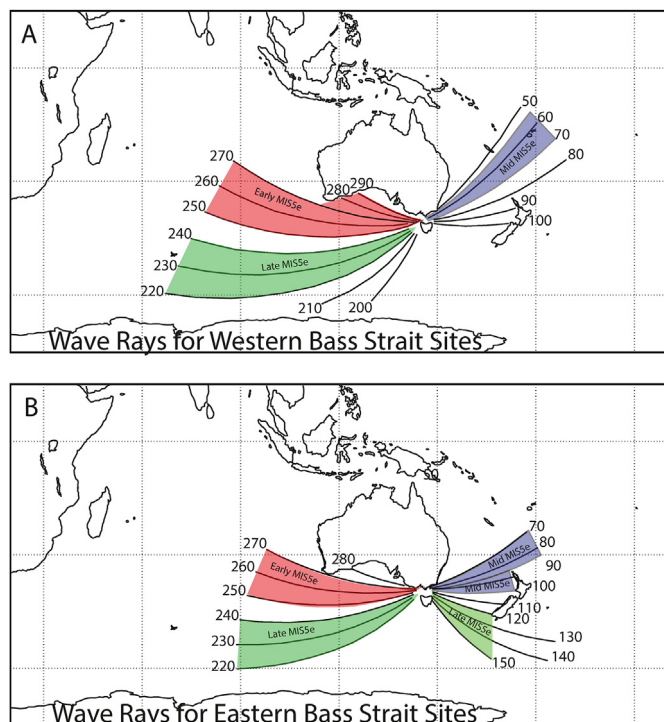 A
50
60
70
80
Mid MIS5e
270
260
250
Early MIS5e
280
290
90
100
240
230
220
Late MIS5e
210
200
Wave Rays for Western Bass Strait Sites
B
70
80
90
Mid MIS5e
270
260
250
Early MIS5e
280
Mid MIS5e
100
110
120
240
230
220
Late MIS5e
Late MIS5e
130
140
150
Wave Rays for Eastern Bass Strait Sites